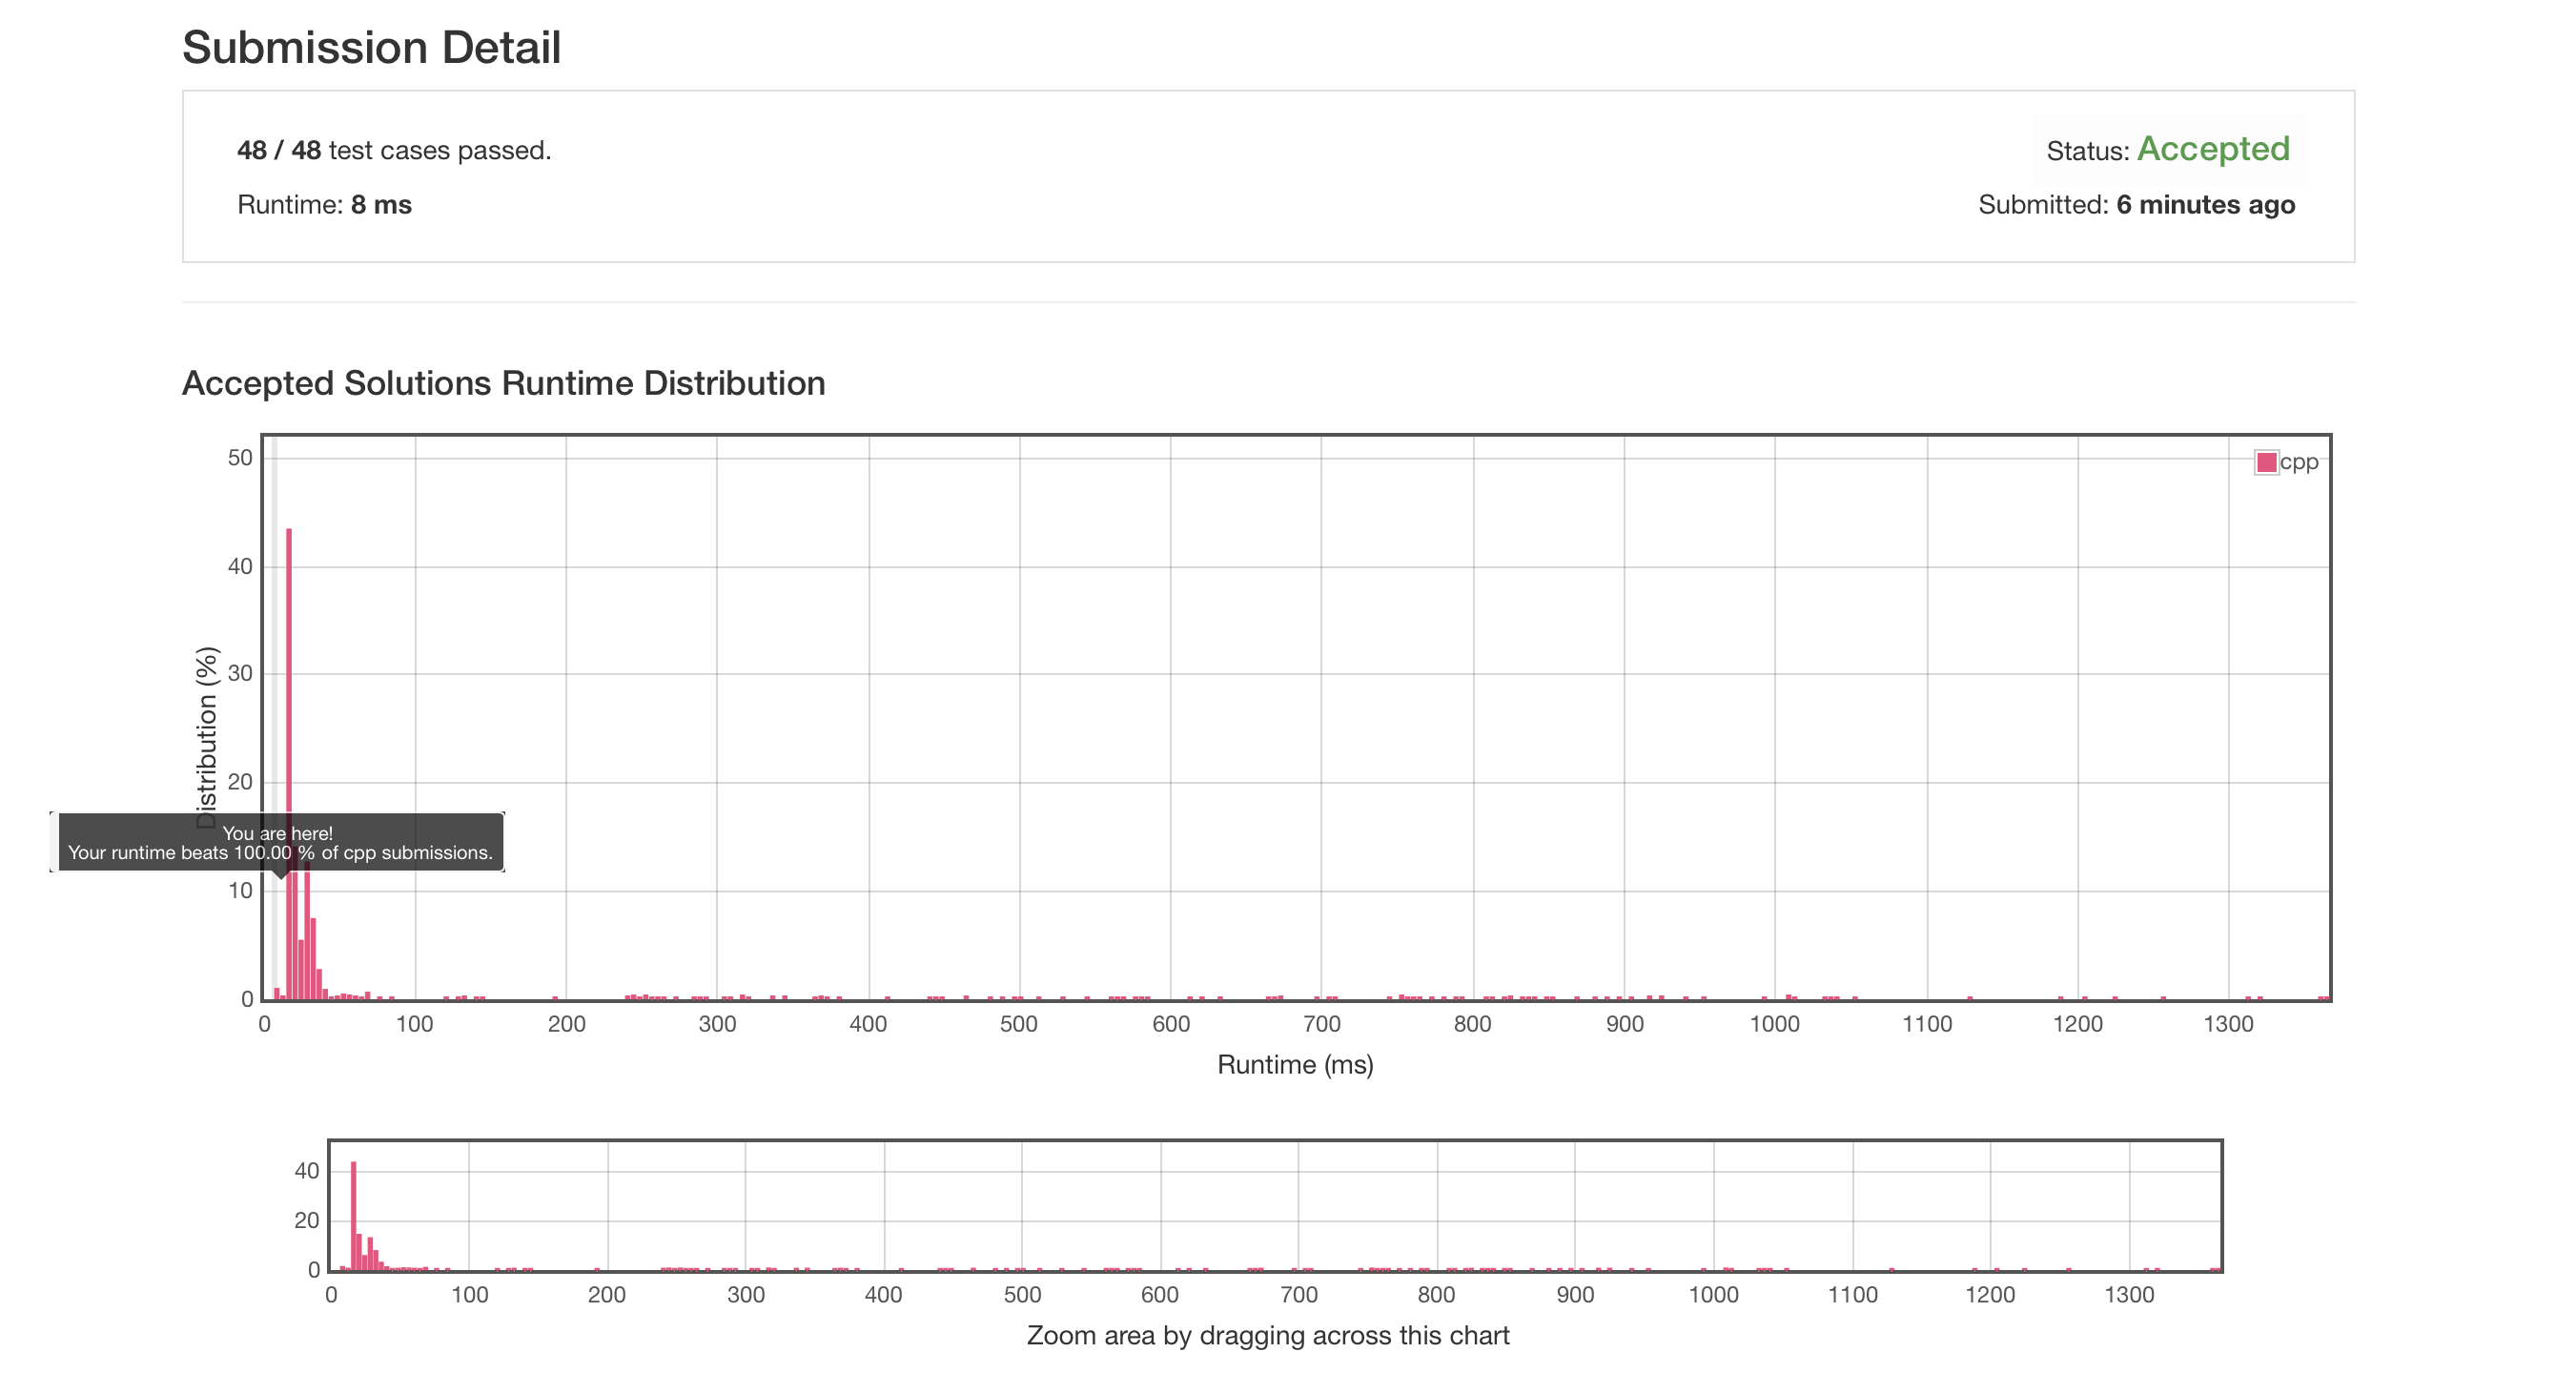 Submission Detail
48 / 48 test cases passed.
Status: Accepted
Runtime: 8 ms
Submitted: 6 minutes ago
Accepted Solutions Runtime Distribution
cpp
50
40
30
20
10
0
Distribution (%)
You are here!
Your runtime beats 100.00 % of cpp submissions.
0 100 200 300 400 500 600 700 800 900 1000 1100 1200 1300
Runtime (ms)
40
20
0
0 100 200 300 400 500 600 700 800 900 1000 1100 1200 1300
Zoom area by dragging across this chart